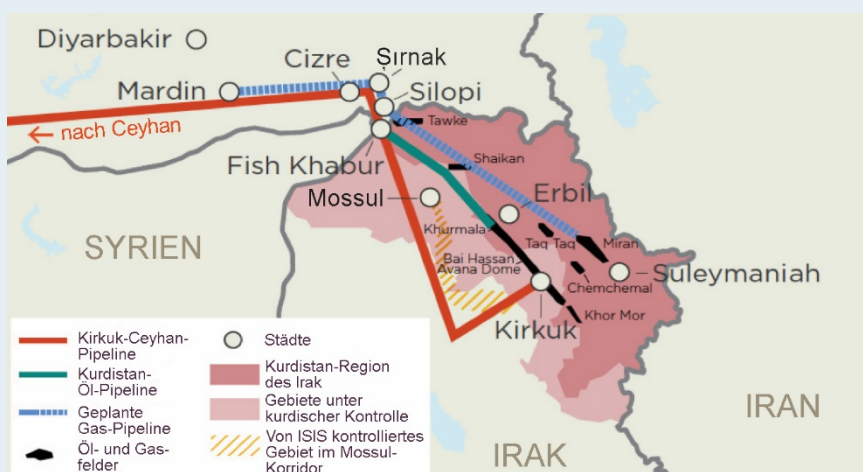 Diyarbakir
Cizre
Şırnak
Mardin
Silopi
← nach Ceyhan
Tawke
Fish Khabur
Shaikan
Mossul
Erbil
Khurmala
SYRIEN
Taq Taq
Miran
Bai Hassan
Avana Dome
Suleymaniah
Chemchemal
Kirkuk
Khor Mor
IRAN
IRAK
Kirkuk-Ceyhan-
Pipeline
Kurdistan-
Öl-Pipeline
Geplante
Gas-Pipeline
Öl- und Gas-
felder
Städte
Kurdistan-Region
des Irak
Gebiete unter
kurdischer Kontrolle
Von ISIS kontrolliertes
Gebiet im Mossul-
Korridor